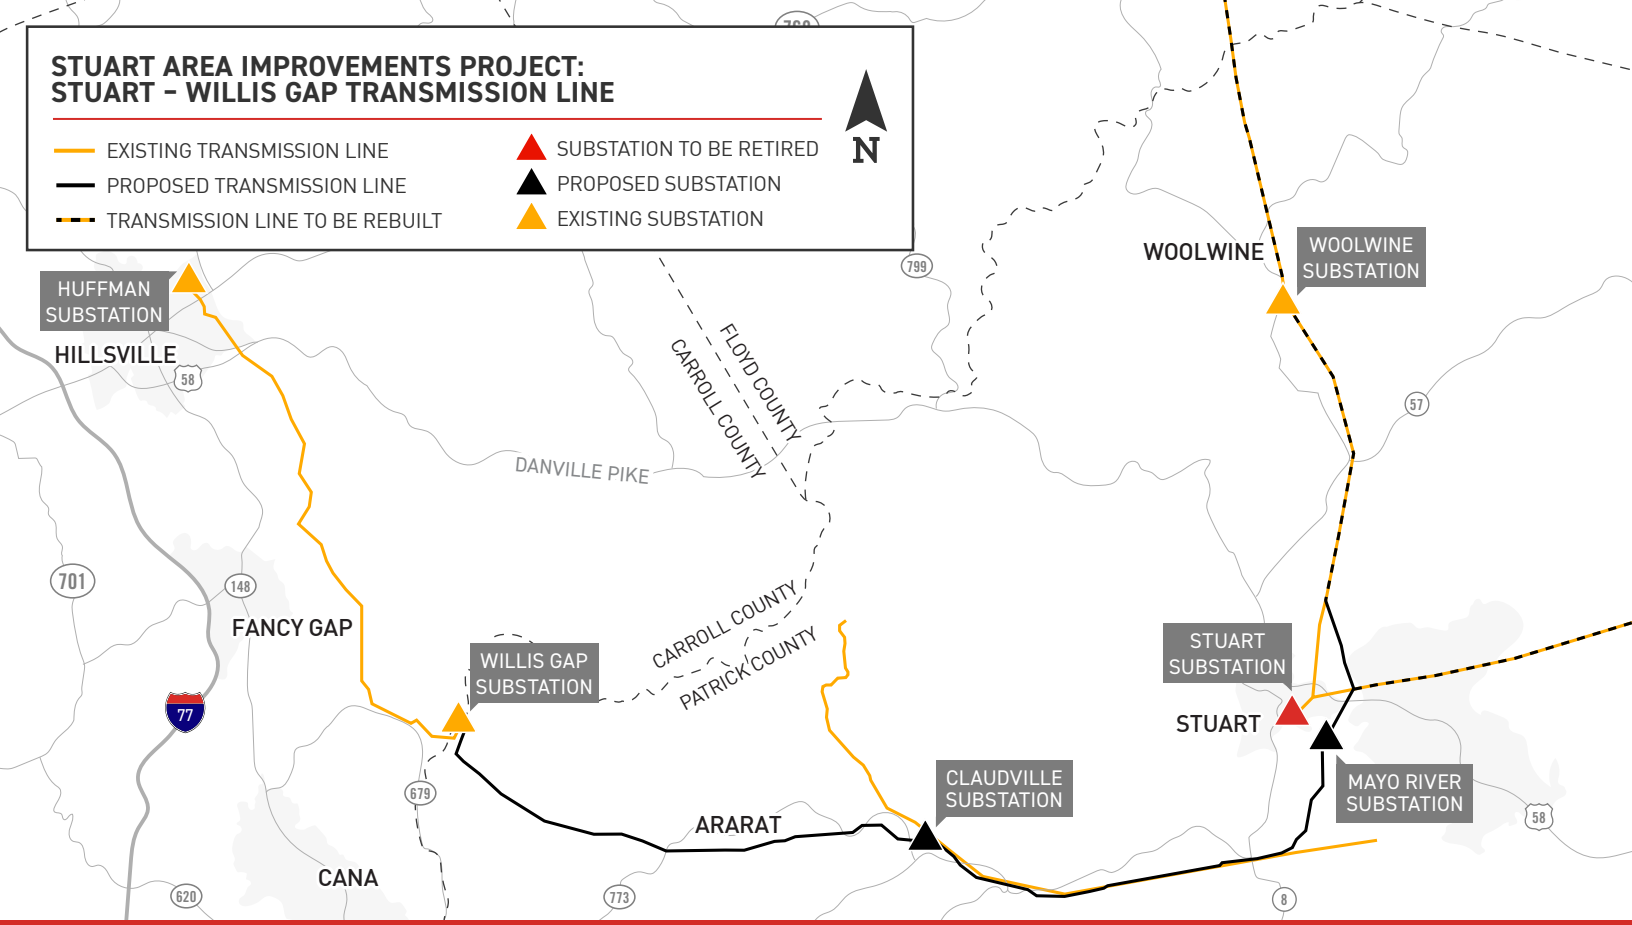 STUART AREA IMPROVEMENTS PROJECT:
STUART – WILLIS GAP TRANSMISSION LINE
EXISTING TRANSMISSION LINE
PROPOSED TRANSMISSION LINE
TRANSMISSION LINE TO BE REBUILT
SUBSTATION TO BE RETIRED
PROPOSED SUBSTATION
EXISTING SUBSTATION
N
799
WOOLWINE
WOOLWINE
SUBSTATION
HUFFMAN
SUBSTATION
HILLSVILLE
58
FLOYD COUNTY
CARROLL COUNTY
57
DANVILLE PIKE
701
148
FANCY GAP
CARROLL COUNTY
PATRICK COUNTY
WILLIS GAP
SUBSTATION
STUART
SUBSTATION
77
STUART
679
CLAUDVILLE
SUBSTATION
MAYO RIVER
SUBSTATION
58
ARARAT
CANA
620
773
8